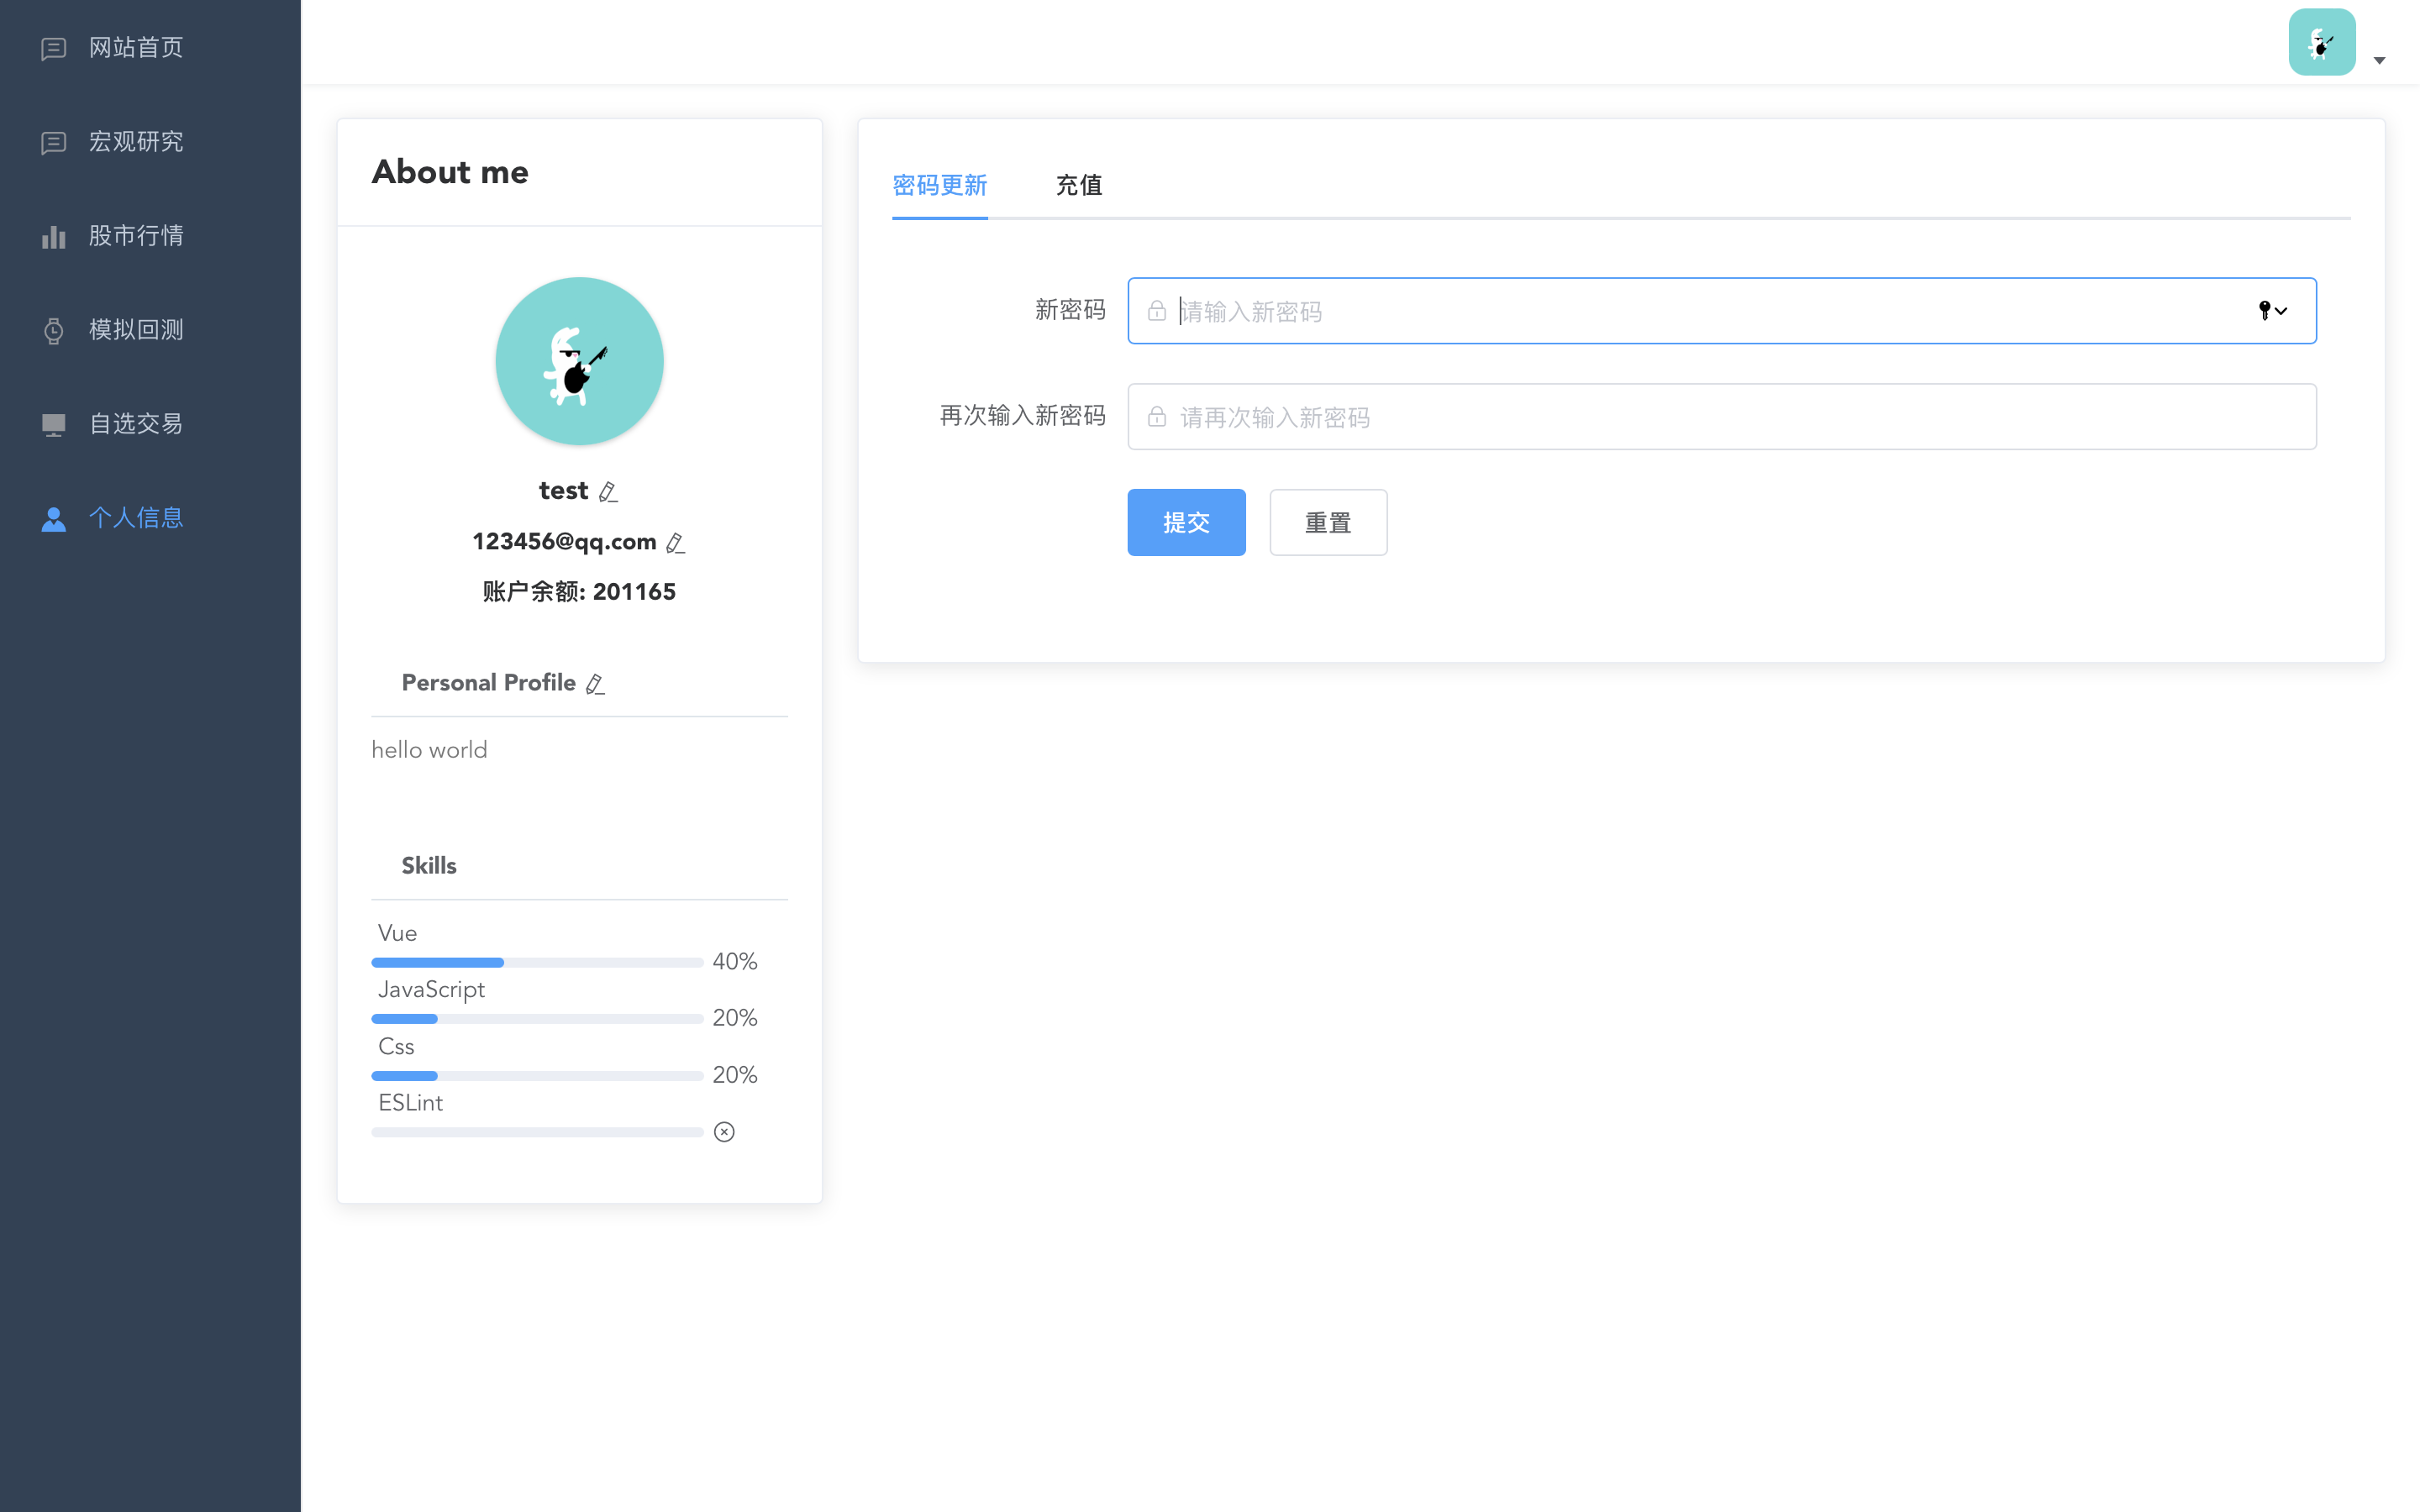 网站首页
宏观研究
股市行情
模拟回测
自选交易
个人信息
About me
test
123456@qq.com
账户余额: 201165
Personal Profile
hello world
Skills
Vue
40%
JavaScript
20%
Css
20%
ESLint
密码更新 充值
新密码 请输入新密码
再次输入新密码 请再次输入新密码
提交 重置